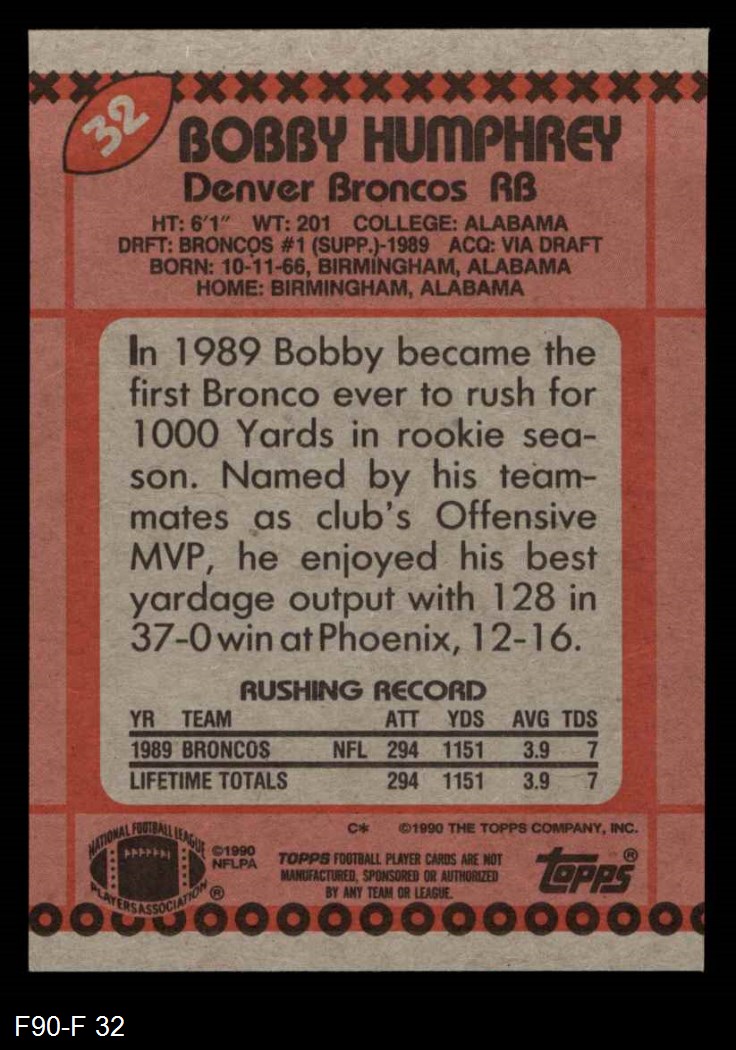 32
BOBBY HUMPHREY
Denver Broncos RB
HT: 6'1" WT: 201 COLLEGE: ALABAMA
DRFT: BRONCOS #1 (SUPP.)-1989 ACQ: VIA DRAFT
BORN: 10-11-66, BIRMINGHAM, ALABAMA
HOME: BIRMINGHAM, ALABAMA
In 1989 Bobby became the
first Bronco ever to rush for
1000 Yards in rookie sea-
son. Named by his team-
mates as club's Offensive
MVP, he enjoyed his best
yardage output with 128 in
37-0 win at Phoenix, 12-16.
RUSHING RECORD
YR TEAM ATT YDS AVG TDS
1989 BRONCOS NFL 294 1151 3.9 7
LIFETIME TOTALS 294 1151 3.9 7
C* ©1990 THE TOPPS COMPANY, INC.
NATIONAL FOOTBALL LEAGUE
PLAYERS ASSOCIATION ®
©1990
NFLPA
TOPPS FOOTBALL PLAYER CARDS ARE NOT
MANUFACTURED, SPONSORED OR AUTHORIZED
BY ANY TEAM OR LEAGUE.
TOPPS®
F90-F 32